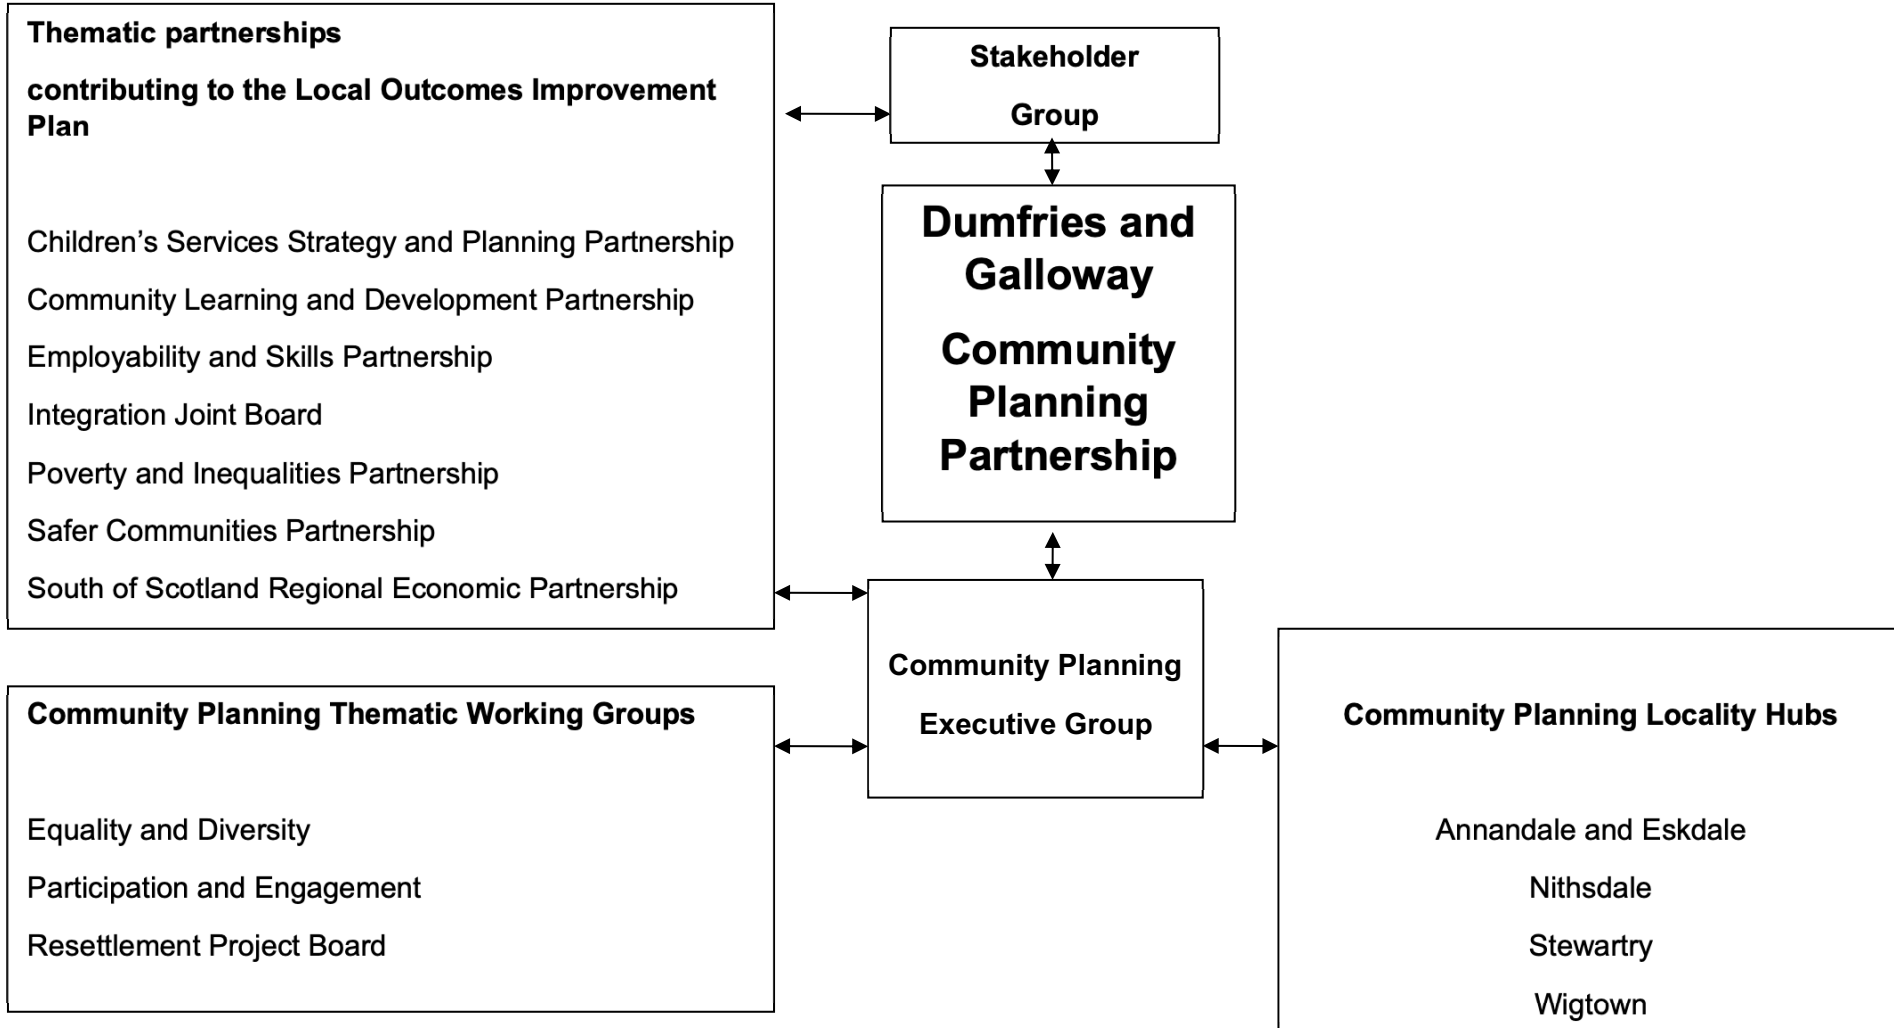 Thematic partnerships
contributing to the Local Outcomes Improvement
Plan
Children’s Services Strategy and Planning Partnership
Community Learning and Development Partnership
Employability and Skills Partnership
Integration Joint Board
Poverty and Inequalities Partnership
Safer Communities Partnership
South of Scotland Regional Economic Partnership
Stakeholder
Group
Dumfries and
Galloway
Community
Planning
Partnership
Community Planning
Executive Group
Community Planning Thematic Working Groups
Equality and Diversity
Participation and Engagement
Resettlement Project Board
Community Planning Locality Hubs
Annandale and Eskdale
Nithsdale
Stewartry
Wigtown